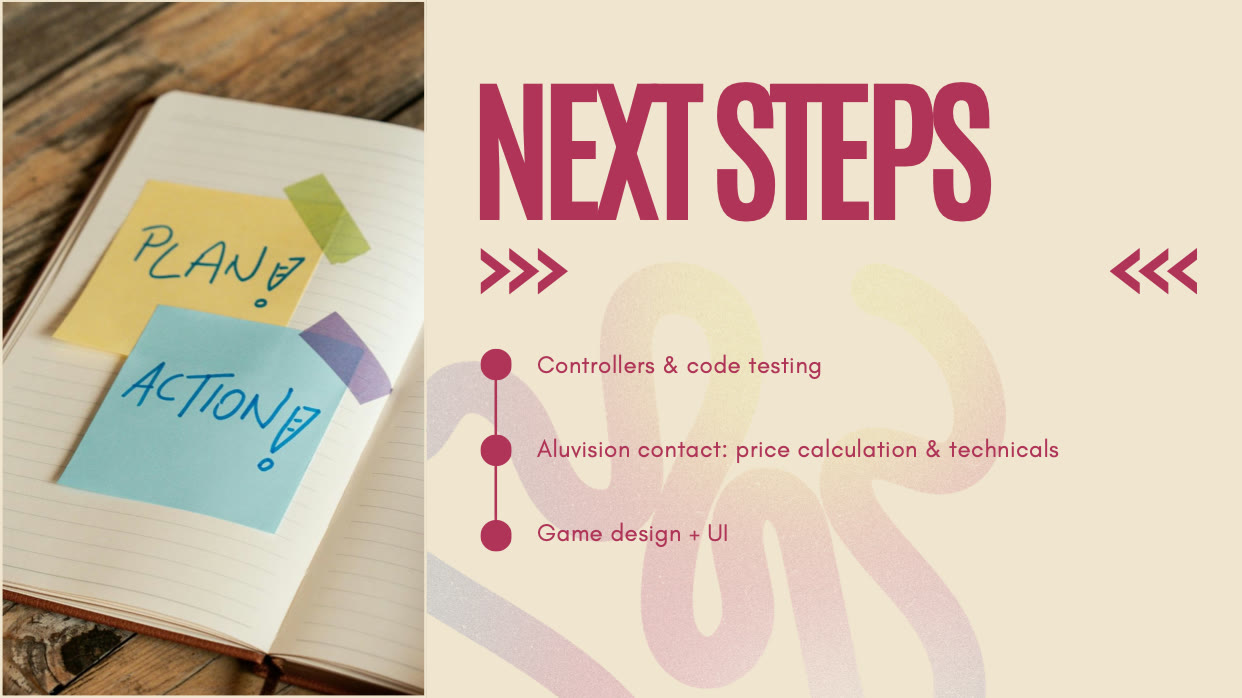 PLAN!
ACTION!
NEXT STEPS
Controllers & code testing
Aluvision contact: price calculation & technicals
Game design + UI